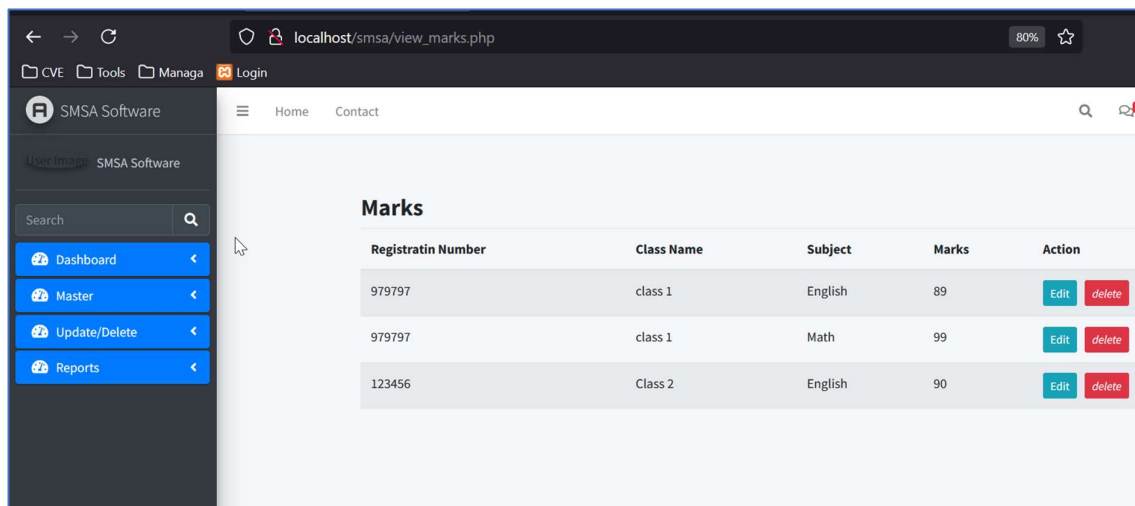 localhost/smsa/view_marks.php 80%
CVE Tools Managa Login
SMSA Software Home Contact
User Image SMSA Software
Search
Dashboard
Master
Update/Delete
Reports
Marks
Registratin Number Class Name Subject Marks Action
979797 class 1 English 89 Edit delete
979797 class 1 Math 99 Edit delete
123456 Class 2 English 90 Edit delete